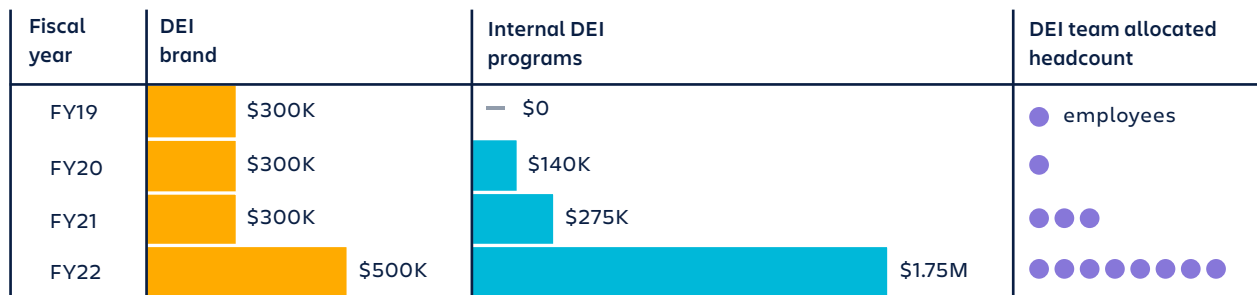 Fiscal
year
DEI
brand
Internal DEI
programs
DEI team allocated
headcount
FY19
$300K
$0
employees
FY20
$300K
$140K
FY21
$300K
$275K
FY22
$500K
$1.75M